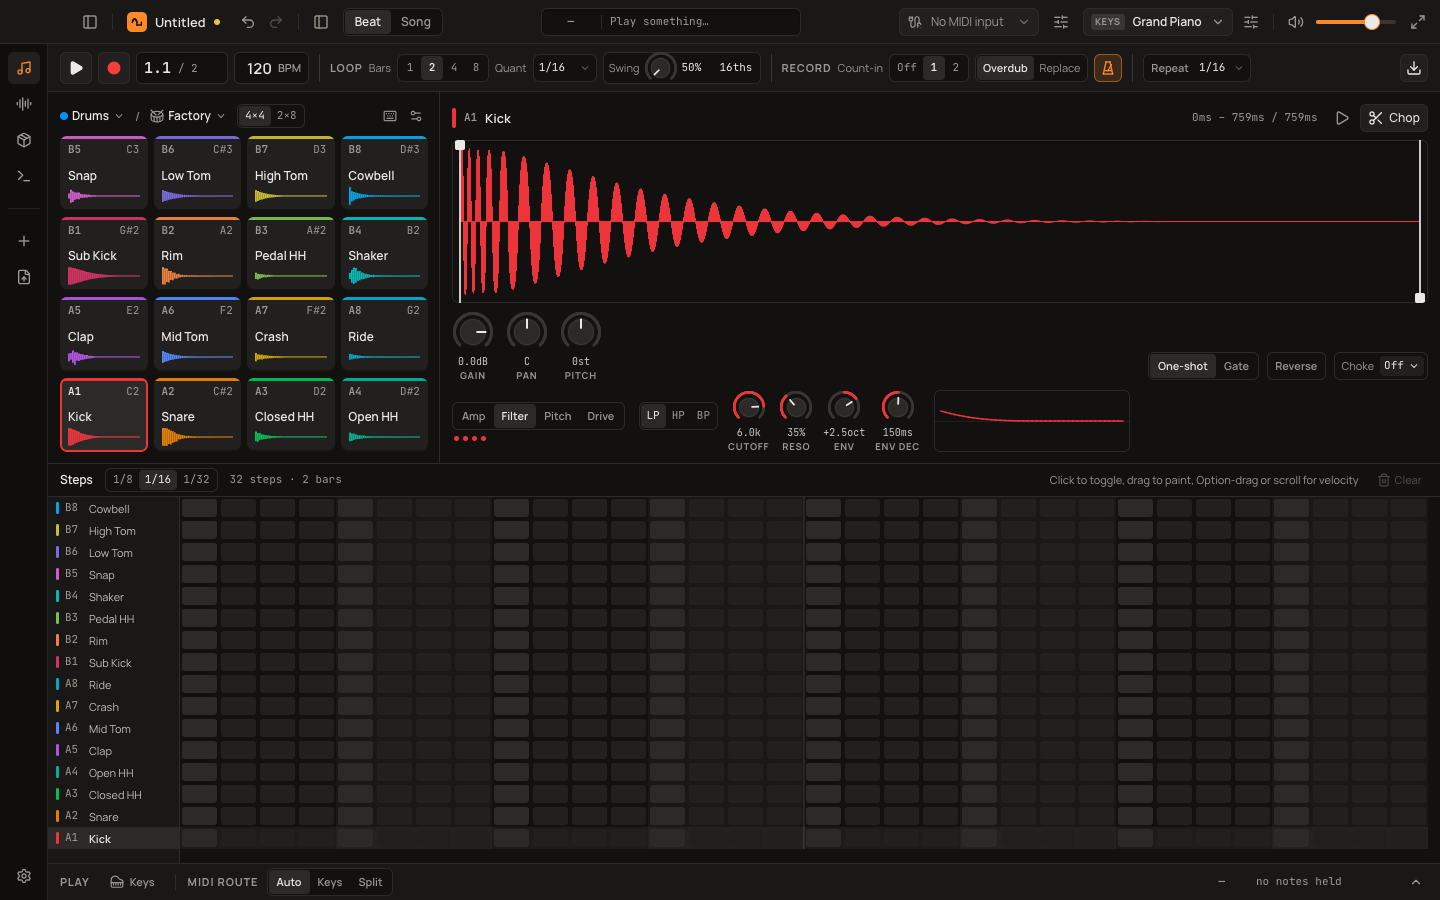 Untitled
Beat Song
– Play something…
No MIDI input
KEYS Grand Piano
1.1 / 2
120 BPM
LOOP Bars 1 2 4 8
Quant 1/16
Swing 50% 16ths
RECORD Count-in Off 1 2
Overdub Replace
Repeat 1/16
Drums / Factory 4×4 2×8
B5 C3 B6 C#3 B7 D3 B8 D#3
Snap Low Tom High Tom Cowbell
B1 G#2 B2 A2 B3 A#2 B4 B2
Sub Kick Rim Pedal HH Shaker
A5 E2 A6 F2 A7 F#2 A8 G2
Clap Mid Tom Crash Ride
A1 C2 A2 C#2 A3 D2 A4 D#2
Kick Snare Closed HH Open HH
A1 Kick
0ms – 759ms / 759ms
Chop
0.0dB C 0st
GAIN PAN PITCH
One-shot Gate
Reverse
Choke Off
Amp Filter Pitch Drive
LP HP BP
6.0k 35% +2.5oct 150ms
CUTOFF RESO ENV ENV DEC
Steps 1/8 1/16 1/32 32 steps · 2 bars
Click to toggle, drag to paint, Option-drag or scroll for velocity
Clear
B8 Cowbell
B7 High Tom
B6 Low Tom
B5 Snap
B4 Shaker
B3 Pedal HH
B2 Rim
B1 Sub Kick
A8 Ride
A7 Crash
A6 Mid Tom
A5 Clap
A4 Open HH
A3 Closed HH
A2 Snare
A1 Kick
PLAY Keys MIDI ROUTE Auto Keys Split
– no notes held